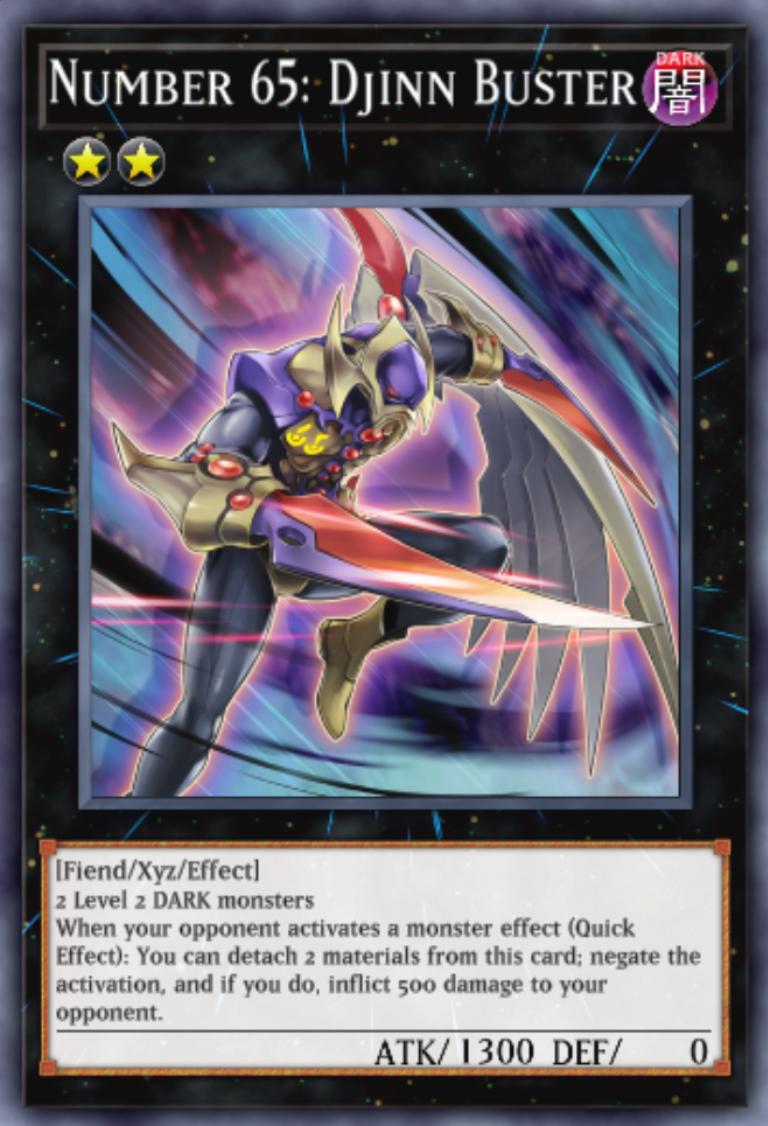 Number 65: Djinn Buster
DARK
闇
65
[Fiend/Xyz/Effect]
2 Level 2 DARK monsters
When your opponent activates a monster effect (Quick
Effect): You can detach 2 materials from this card; negate the
activation, and if you do, inflict 500 damage to your
opponent.
ATK/ 1300 DEF/ 0